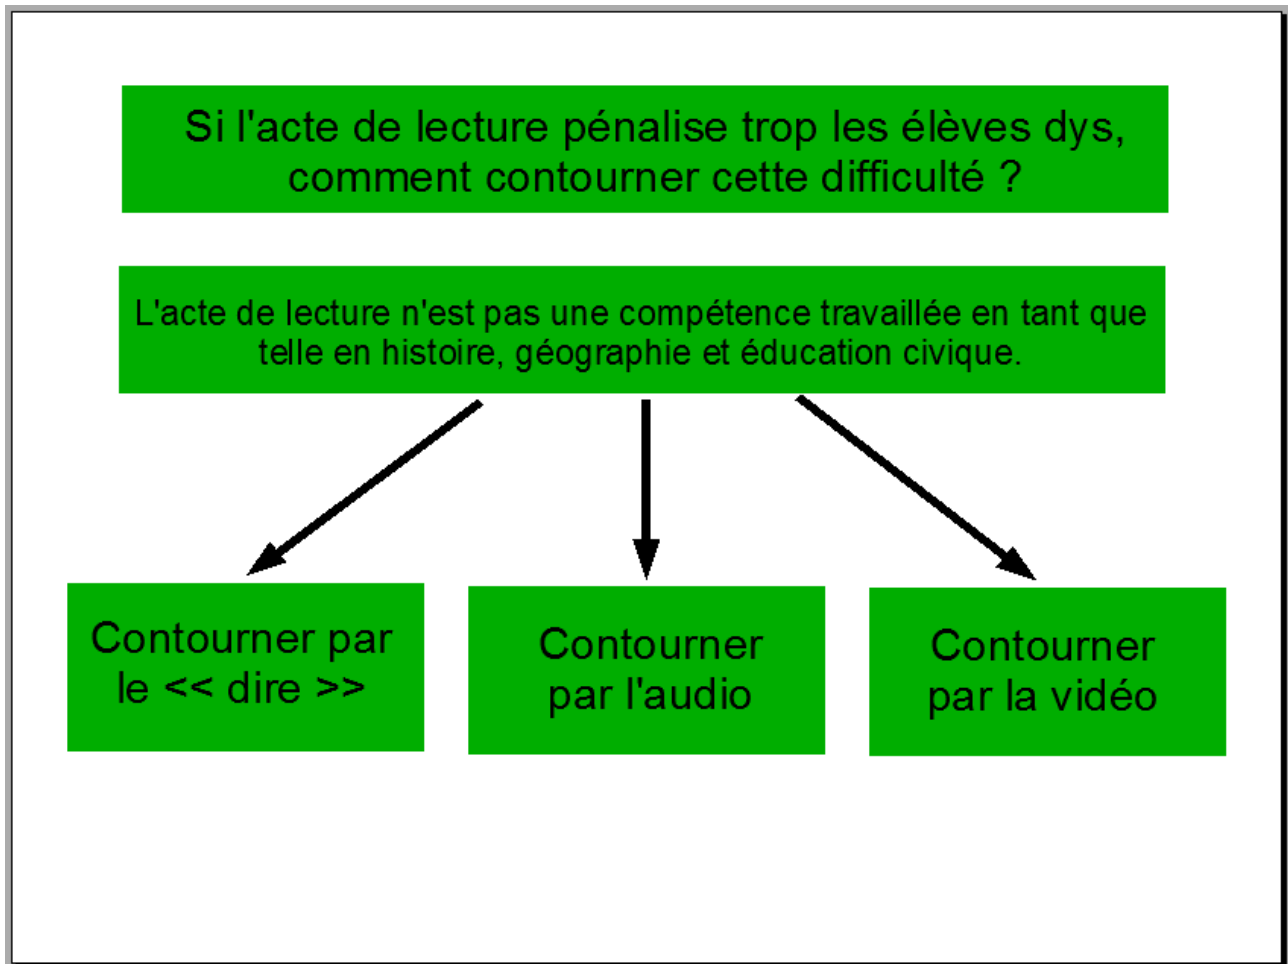 Si l'acte de lecture pénalise trop les élèves dys,
comment contourner cette difficulté ?
L'acte de lecture n'est pas une compétence travaillée en tant que
telle en histoire, géographie et éducation civique.
Contourner par
le << dire >>
Contourner
par l'audio
Contourner
par la vidéo